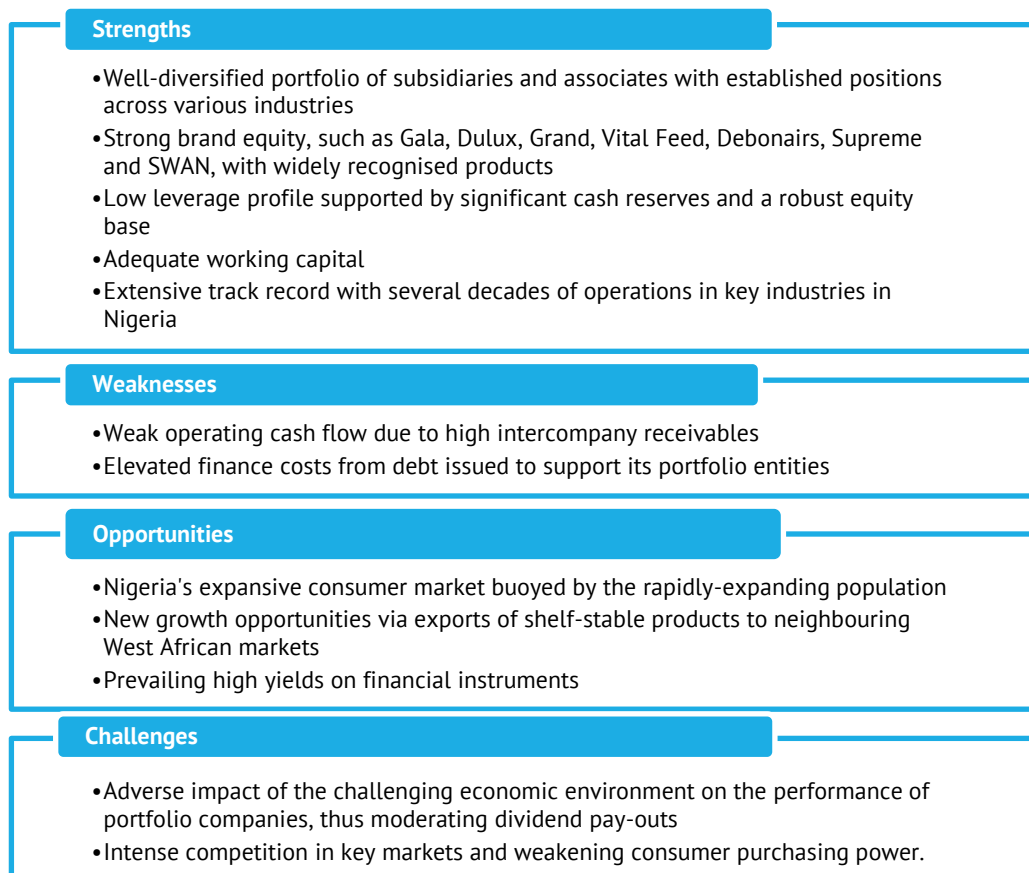 Strengths
•Well-diversified portfolio of subsidiaries and associates with established positions
across various industries
•Strong brand equity, such as Gala, Dulux, Grand, Vital Feed, Debonairs, Supreme
and SWAN, with widely recognised products
•Low leverage profile supported by significant cash reserves and a robust equity
base
•Adequate working capital
•Extensive track record with several decades of operations in key industries in
Nigeria
Weaknesses
•Weak operating cash flow due to high intercompany receivables
•Elevated finance costs from debt issued to support its portfolio entities
Opportunities
•Nigeria's expansive consumer market buoyed by the rapidly-expanding population
•New growth opportunities via exports of shelf-stable products to neighbouring
West African markets
•Prevailing high yields on financial instruments
Challenges
•Adverse impact of the challenging economic environment on the performance of
portfolio companies, thus moderating dividend pay-outs
•Intense competition in key markets and weakening consumer purchasing power.